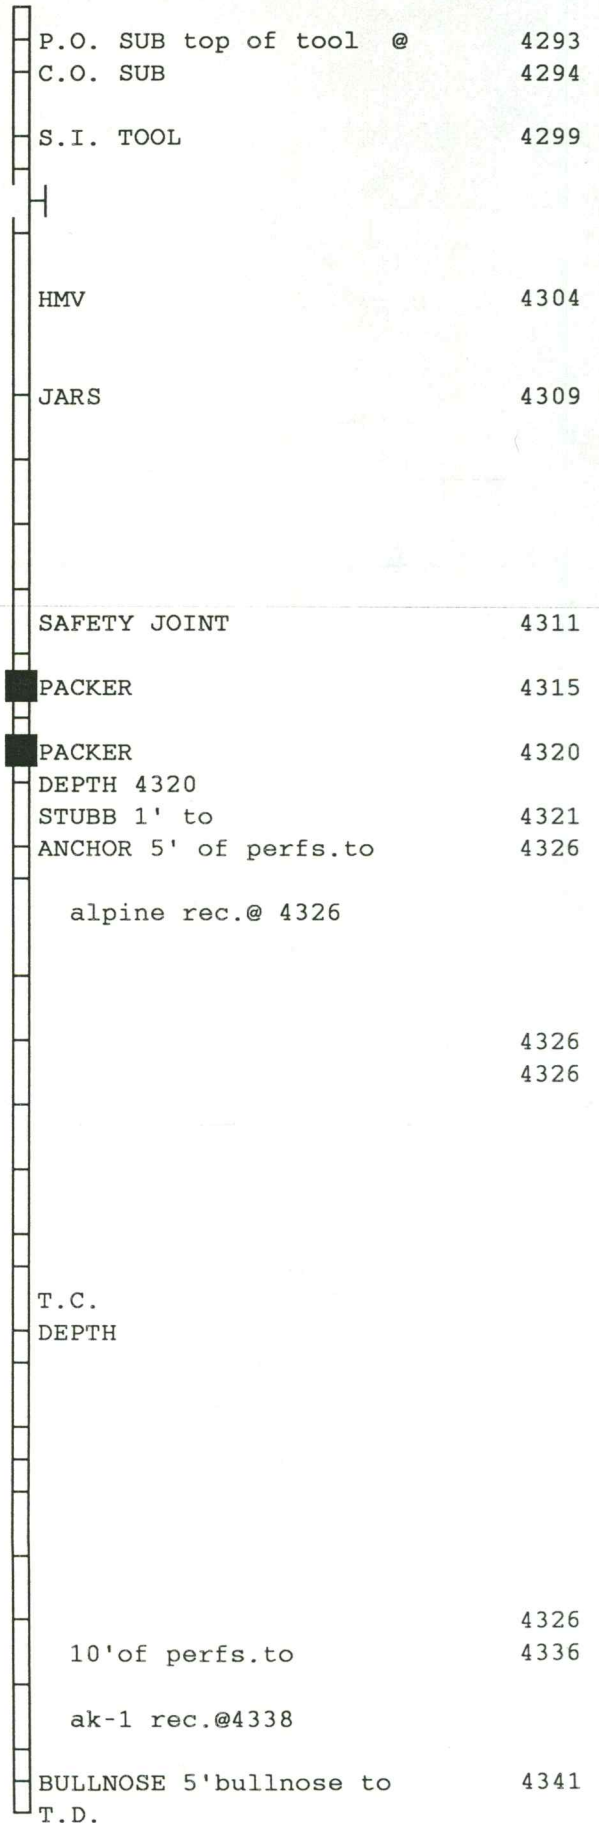 P.O. SUB top of tool @ 4293
C.O. SUB 4294
S.I. TOOL 4299
HMV 4304
JARS 4309
SAFETY JOINT 4311
PACKER 4315
PACKER 4320
DEPTH 4320
STUBB 1' to 4321
ANCHOR 5' of perfs.to 4326
alpine rec.@ 4326
4326
4326
T.C.
DEPTH
4326
10'of perfs.to 4336
ak-1 rec.@4338
BULLNOSE 5'bullnose to 4341
T.D.